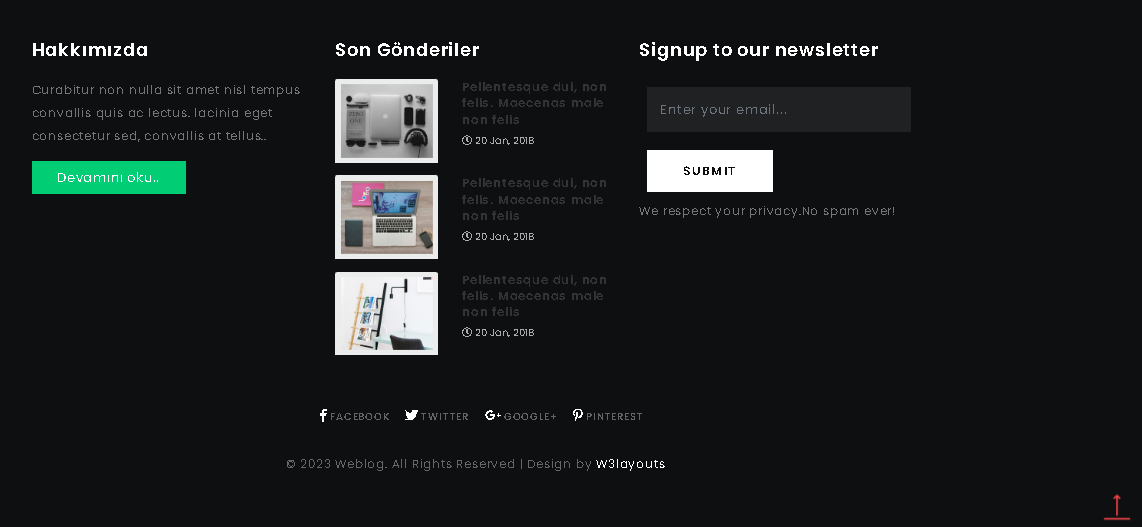 Hakkımızda
Curabitur non nulla sit amet nisl tempus
convallis quis ac lectus. lacinia eget
consectetur sed, convallis at tellus..
Devamını oku..
Son Gönderiler
Pellentesque dui, non
felis. Maecenas male
non felis
20 Jan, 2018
Pellentesque dui, non
felis. Maecenas male
non felis
20 Jan, 2018
Pellentesque dui, non
felis. Maecenas male
non felis
20 Jan, 2018
Signup to our newsletter
Enter your email...
SUBMIT
We respect your privacy.No spam ever!
FACEBOOK TWITTER GOOGLE+ PINTEREST
© 2023 Weblog. All Rights Reserved | Design by W3layouts